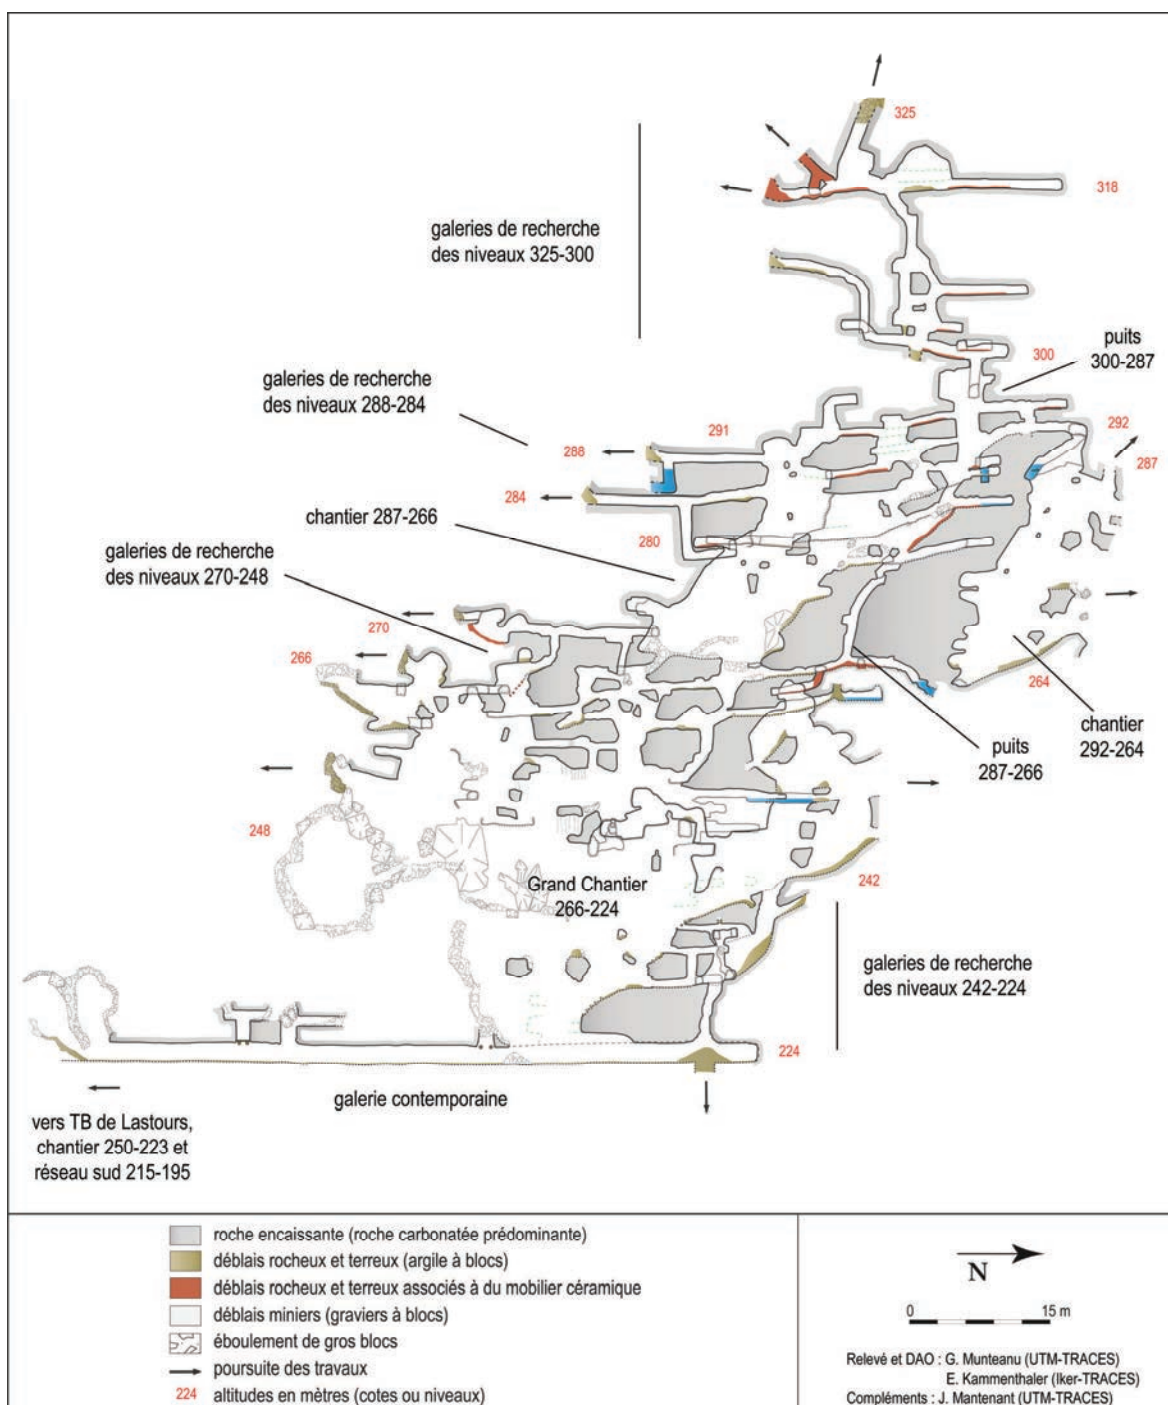 325
318
galeries de recherche
des niveaux 325-300
puits
300-287
300
galeries de recherche
des niveaux 288-284
291
292
288
287
284
chantier 287-266
280
galeries de recherche
des niveaux 270-248
270
266
264
chantier
292-264
puits
287-266
248
Grand Chantier
266-224
242
galeries de recherche
des niveaux 242-224
224
galerie contemporaine
vers TB de Lastours,
chantier 250-223 et
réseau sud 215-195
roche encaissante (roche carbonatée prédominante)
déblais rocheux et terreux (argile à blocs)
déblais rocheux et terreux associés à du mobilier céramique
déblais miniers (graviers à blocs)
éboulement de gros blocs
poursuite des travaux
224 altitudes en mètres (cotes ou niveaux)
N
0 15 m
Relevé et DAO : G. Munteanu (UTM-TRACES)
E. Kammenthaler (Iker-TRACES)
Compléments : J. Mantenant (UTM-TRACES)